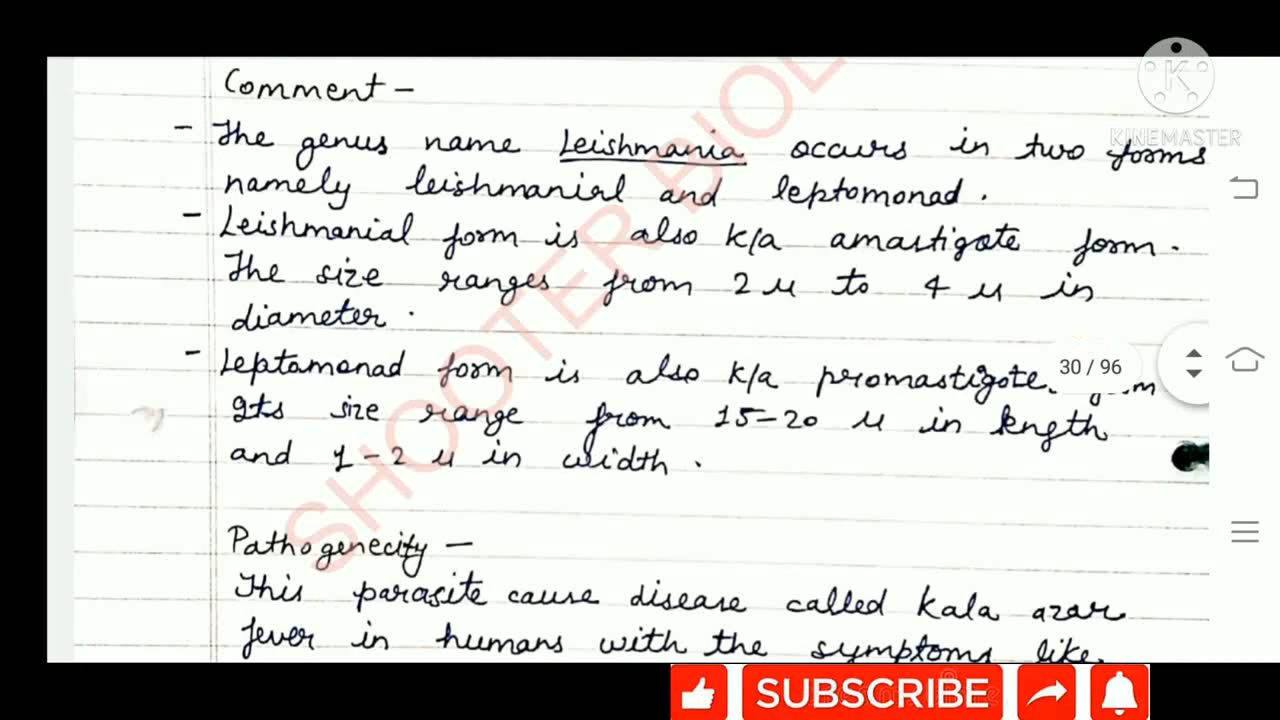 Comment -
- The genus name Leishmania occurs in two forms
namely leishmanial and leptomonad.
- Leishmanial form is also k/a amastigote form.
The size ranges from 2 μ to 4 μ in
diameter.
- Leptamonad form is also k/a promastigote
Its size range from 15-20 μ in length
and 1-2 μ in width.
Pathogenecity -
This parasite cause disease called Kala azar
fever in humans with the symptoms like
SHOOTER BIOL
KINEMASTER
30 / 96
SUBSCRIBE